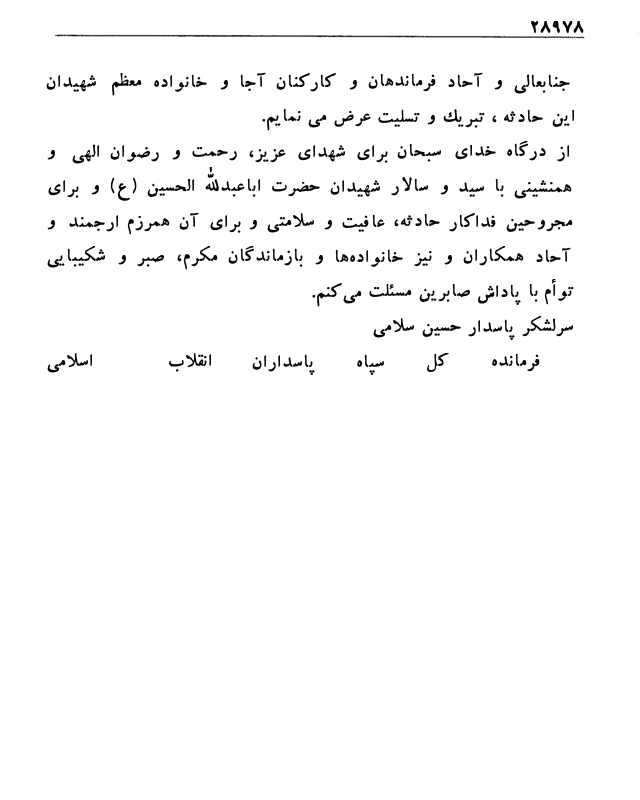 ۲۸۹۷۸
جنابعالی و آحاد فرماندهان و کارکنان آجا و خانواده معظم شهیدان
این حادثه ، تبریك و تسلیت عرض می نمایم.
از درگاه خدای سبحان برای شهدای عزیز، رحمت و رضوان الهی و
همنشینی با سید و سالار شهیدان حضرت اباعبدلله الحسین (ع) و برای
مجروحین فداکار حادثه، عافیت و سلامتی و برای آن همرزم ارجمند و
آحاد همکاران و نیز خانواده‌ها و بازماندگان مکرم، صبر و شکیبایی
توأم با پاداش صابرین مسئلت می‌کنم.
سرلشکر پاسدار حسین سلامی
فرمانده کل سپاه پاسداران انقلاب اسلامی